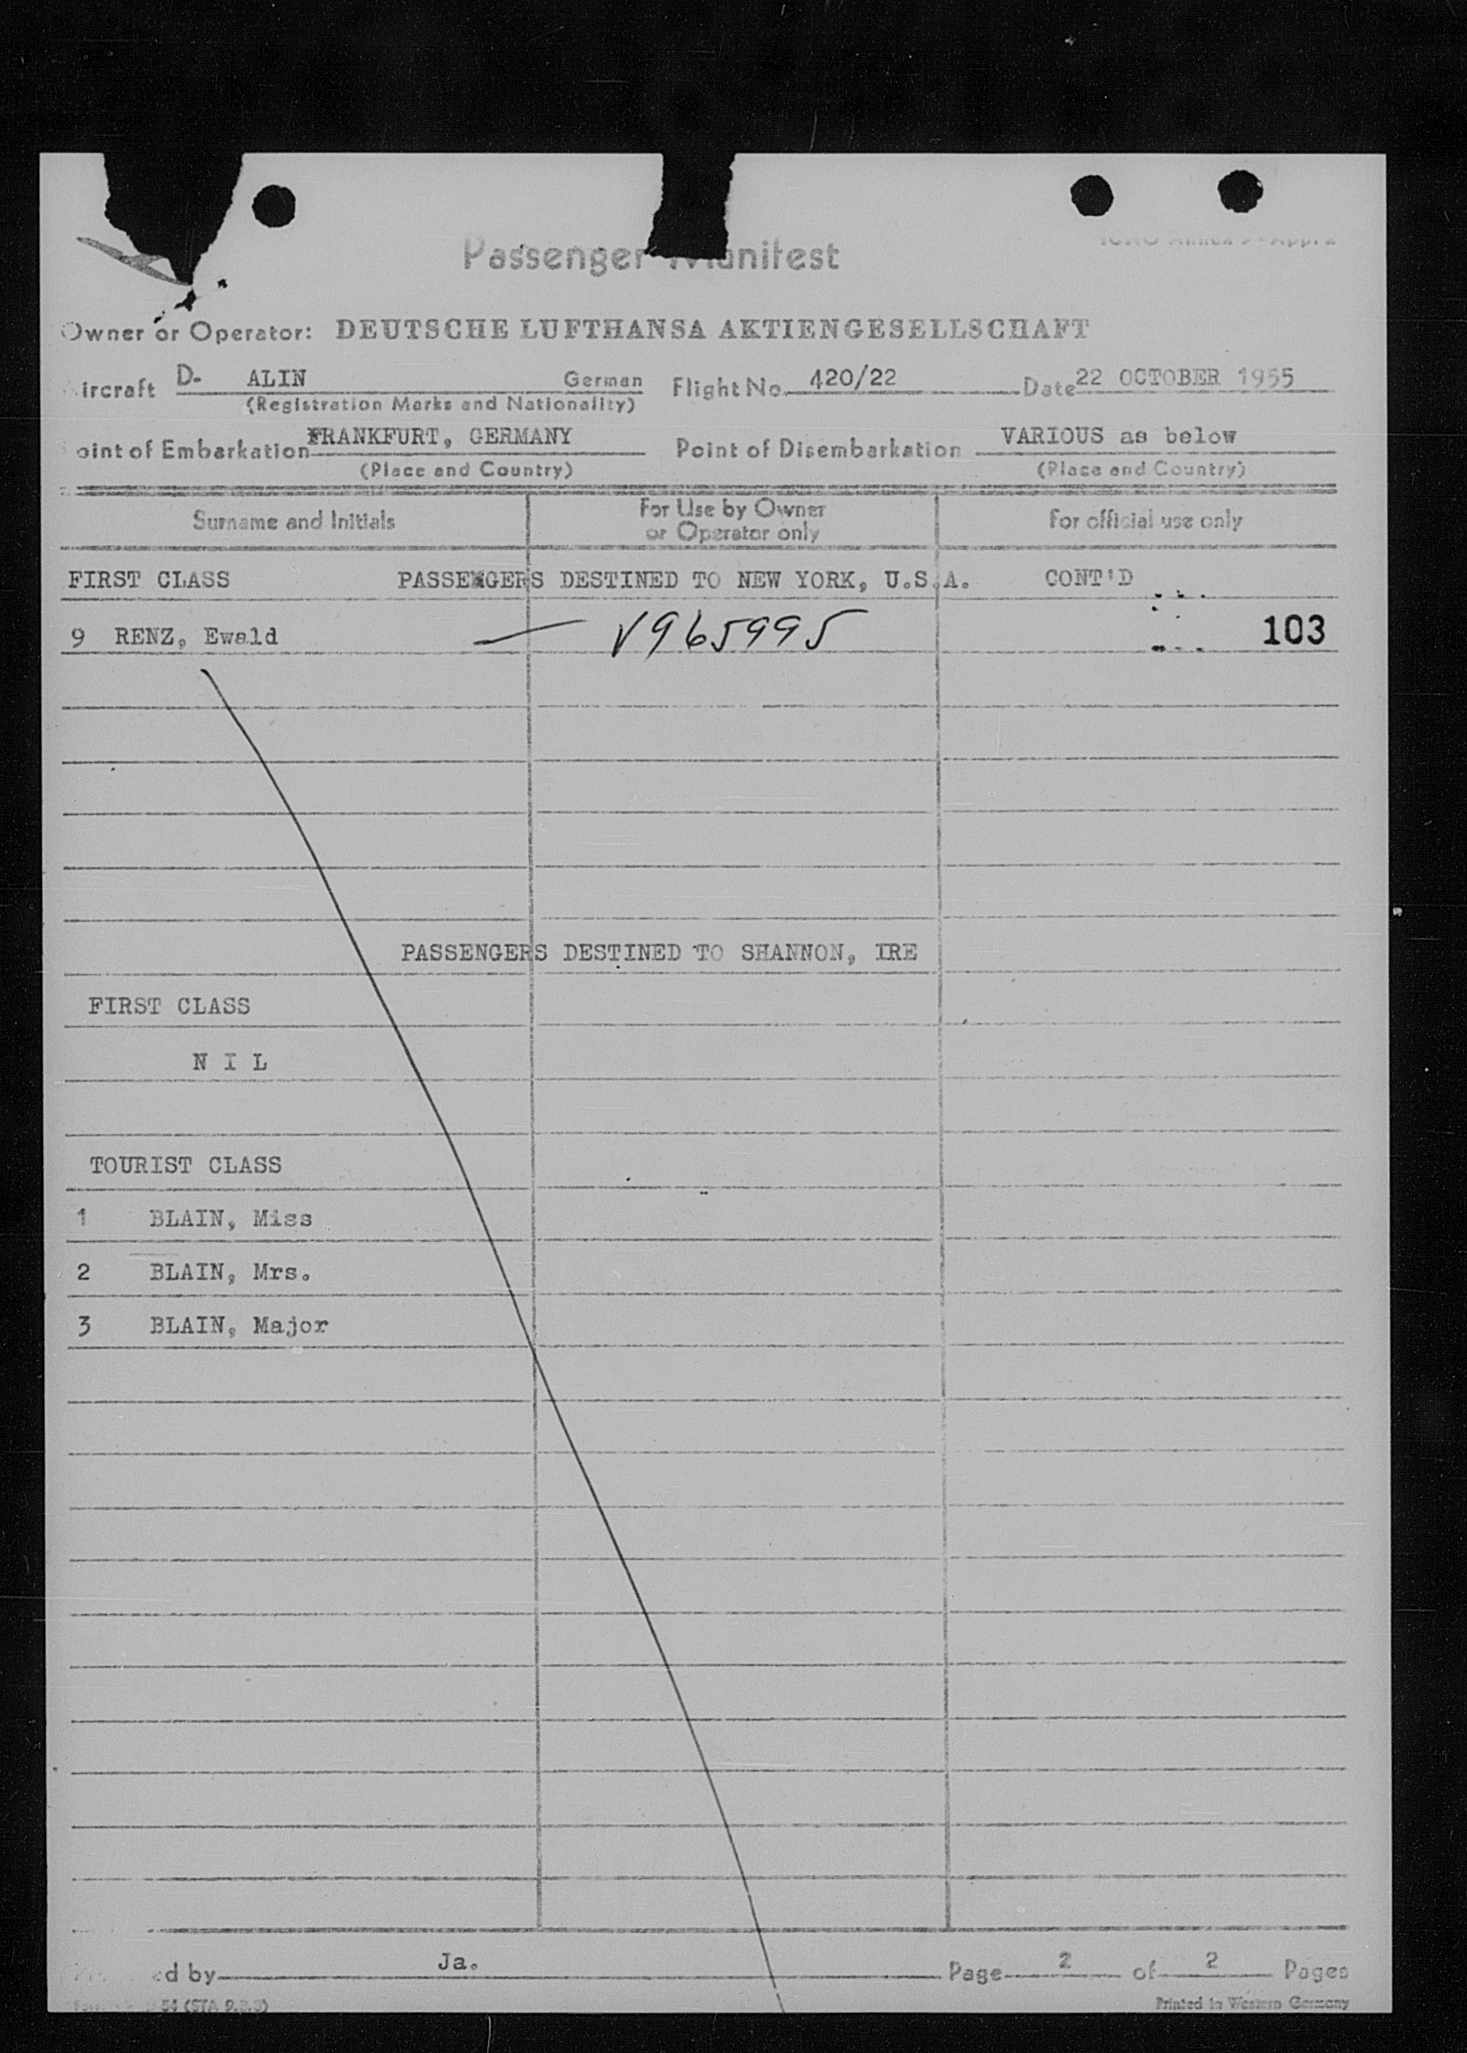 Passenger Manifest
Owner or Operator: DEUTSCHE LUFTHANSA AKTIENGESELLSCHAFT
ircraft D- ALIN German Flight No. 420/22 Date 22 OCTOBER 1955
(Registration Marks and Nationality)
oint of Embarkation FRANKFURT, GERMANY Point of Disembarkation VARIOUS as below
(Place and Country) (Place and Country)
Surname and Initials For Use by Owner or Operator only For official use only
FIRST CLASS PASSENGERS DESTINED TO NEW YORK, U.S.A. CONT'D
9 RENZ, Ewald — V965995 103
PASSENGERS DESTINED TO SHANNON, IRE
FIRST CLASS
N I L
TOURIST CLASS
1 BLAIN, Miss
2 BLAIN, Mrs.
3 BLAIN, Major
ed by Ja. Page 2 of 2 Pages
Printed in Western Germany